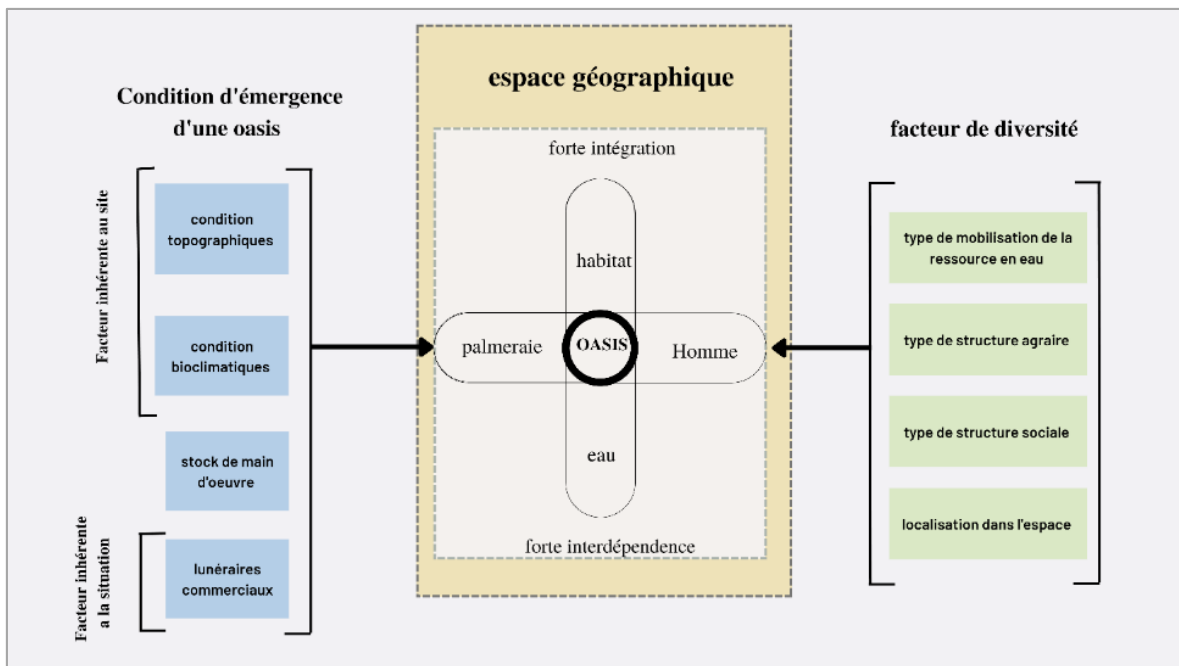 Condition d'émergence
d'une oasis
Facteur inhérente au site
condition
topographiques
condition
bioclimatiques
stock de main
d'oeuvre
Facteur inhérente
a la situation
lunéraires
commerciaux
espace géographique
forte intégration
habitat
palmeraie
OASIS
Homme
eau
forte interdépendence
facteur de diversité
type de mobilisation de la
ressource en eau
type de structure agraire
type de structure sociale
localisation dans l'espace